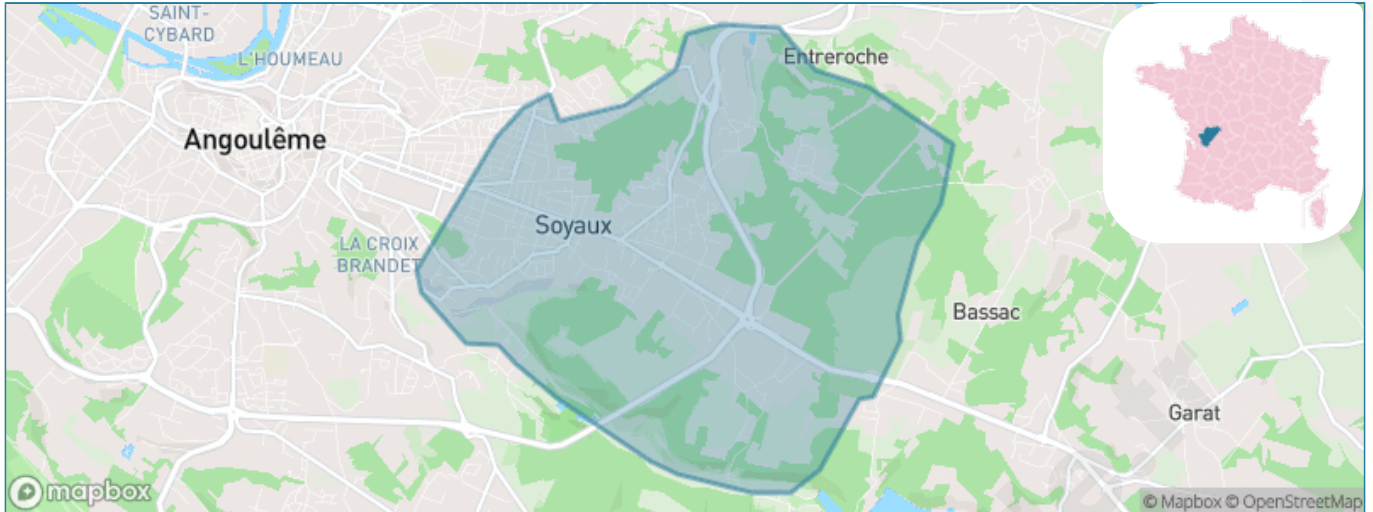 SAINT-
CYBARD
L'HOUMEAU
Entreroche
Angoulême
Soyaux
LA CROIX
BRANDET
Bassac
Garat
mapbox
© Mapbox © OpenStreetMap